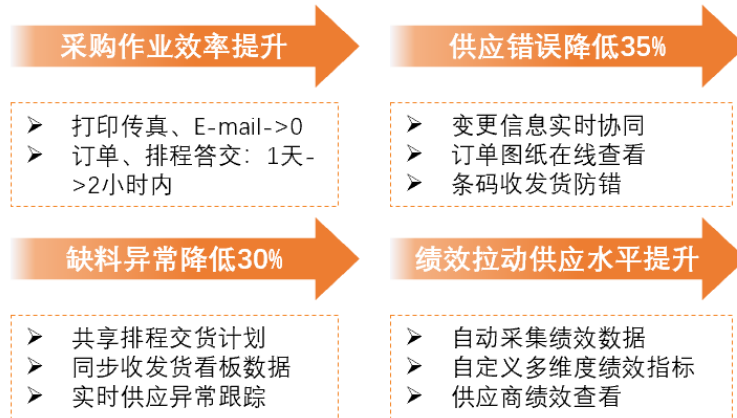 采购作业效率提升
➢ 打印传真、E-mail->0
➢ 订单、排程答交：1天-
>2小时内
供应错误降低35%
➢ 变更信息实时协同
➢ 订单图纸在线查看
➢ 条码收发货防错
缺料异常降低30%
➢ 共享排程交货计划
➢ 同步收发货看板数据
➢ 实时供应异常跟踪
绩效拉动供应水平提升
➢ 自动采集绩效数据
➢ 自定义多维度绩效指标
➢ 供应商绩效查看